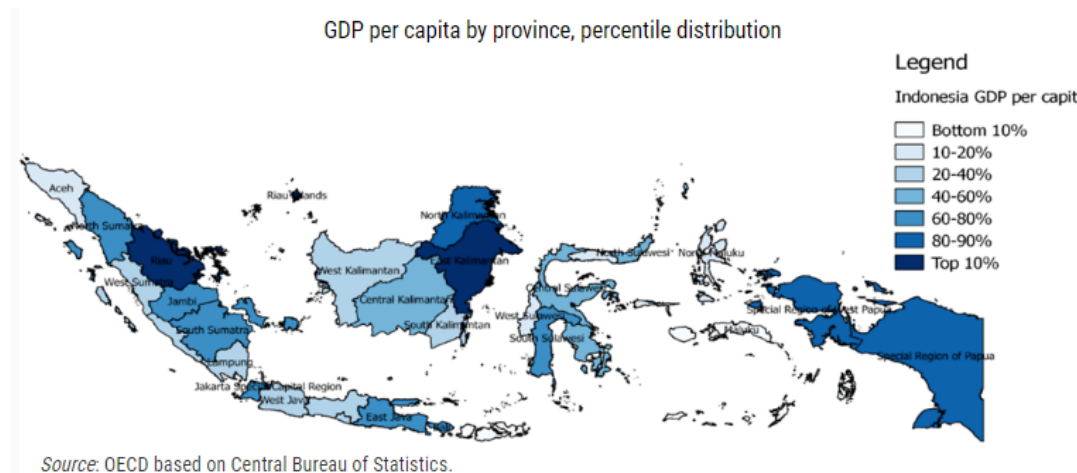 GDP per capita by province, percentile distribution
Legend
Indonesia GDP per capit
Bottom 10%
10-20%
20-40%
40-60%
60-80%
80-90%
Top 10%
Aceh
North Sumatra
Riau Islands
Riau
West Sumatra
Jambi
South Sumatra
Lampung
Jakarta Special Capital Region
West Java
East Java
Bali
North Kalimantan
East Kalimantan
West Kalimantan
Central Kalimantan
South Kalimantan
North Sulawesi
North Maluku
Central Sulawesi
West Sulawesi
South Sulawesi
Maluku
Special Region of West Papua
Special Region of Papua
Source: OECD based on Central Bureau of Statistics.